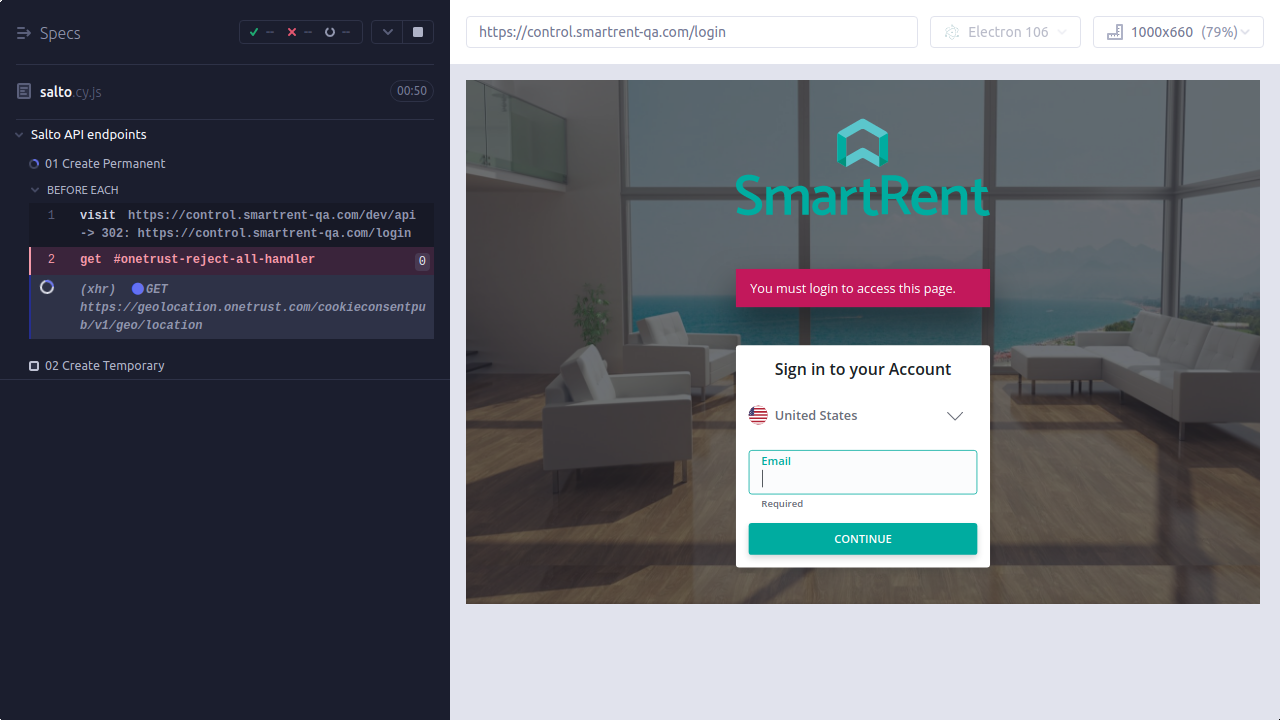 Specs
--
--
--
salto.cy.js
00:50
Salto API endpoints
01 Create Permanent
BEFORE EACH
1 visit https://control.smartrent-qa.com/dev/api
-> 302: https://control.smartrent-qa.com/login
2 get #onetrust-reject-all-handler 0
(xhr) GET
https://geolocation.onetrust.com/cookieconsentpu
b/v1/geo/location
02 Create Temporary
https://control.smartrent-qa.com/login
Electron 106
1000x660 (79%)
SmartRent
You must login to access this page.
Sign in to your Account
United States
Email
Required
CONTINUE